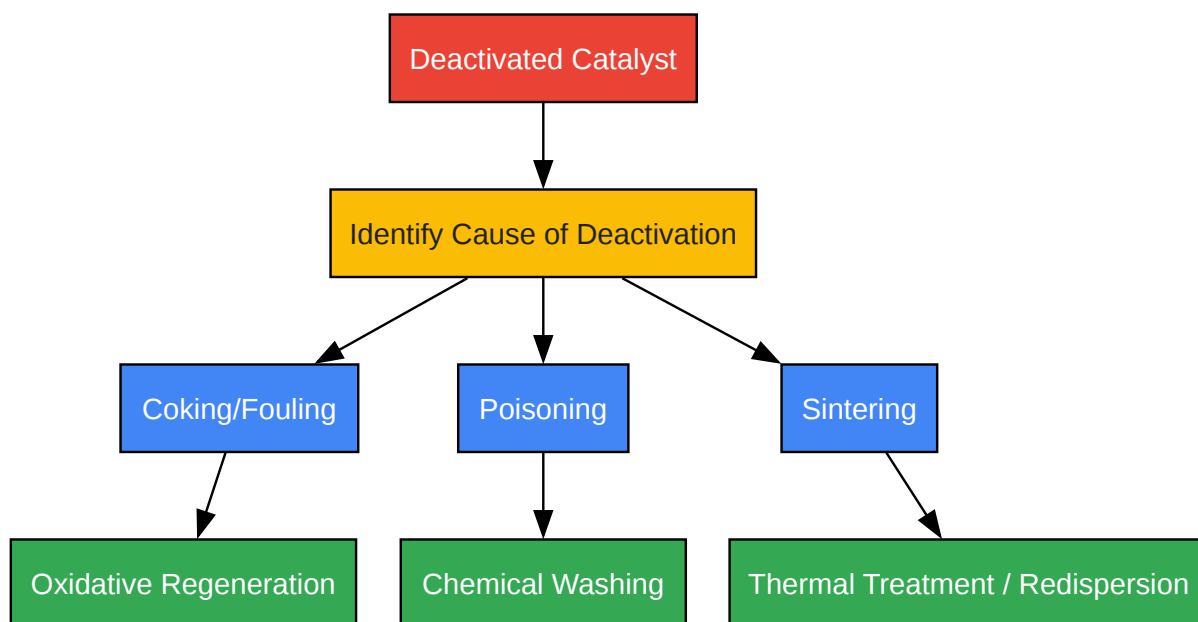 Deactivated Catalyst
Identify Cause of Deactivation
Coking/Fouling
Poisoning
Sintering
Oxidative Regeneration
Chemical Washing
Thermal Treatment / Redispersion